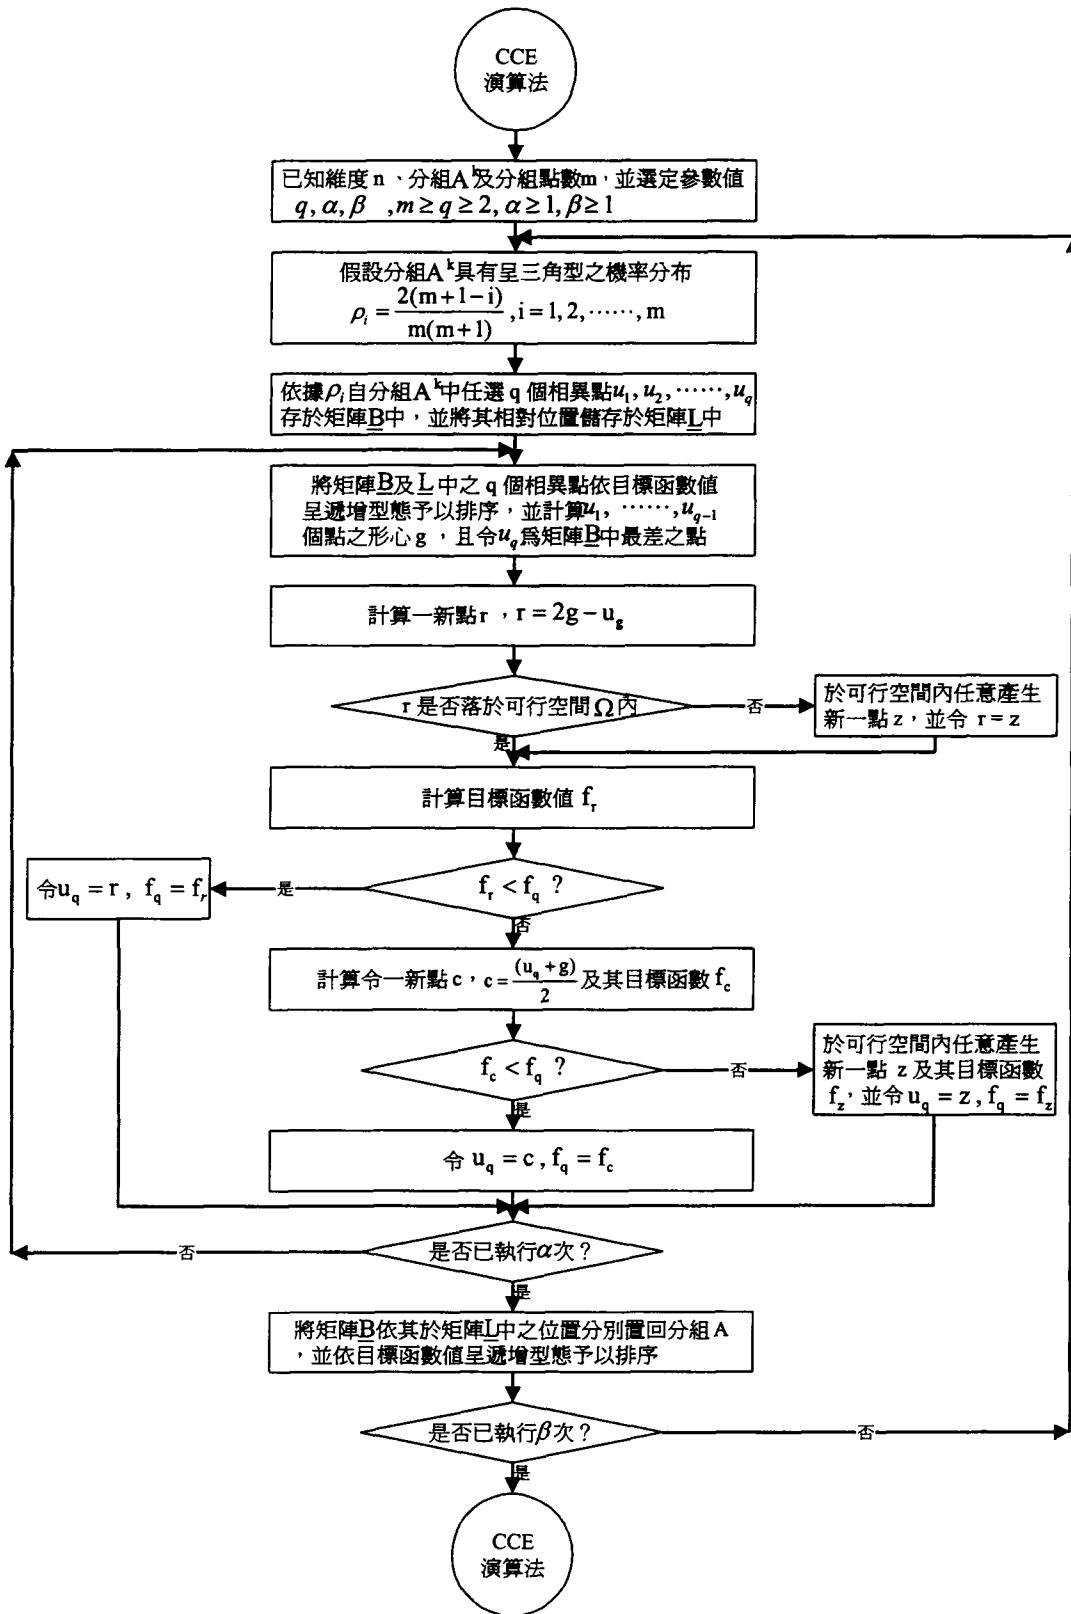 CCE
演算法
已知維度 n 、分組A^k及分組點數m，並選定參數值
q, α, β ,m ≥ q ≥ 2, α ≥ 1, β ≥ 1
假設分組A^k具有呈三角型之機率分布
ρ_i = 2(m+1-i) / m(m+1) , i = 1, 2, ……, m
依據ρ_i自分組A^k中任選 q 個相異點u_1, u_2, ……, u_q
存於矩陣B中，並將其相對位置儲存於矩陣L中
將矩陣B及 L 中之 q 個相異點依目標函數值
呈遞增型態予以排序，並計算u_1, ……, u_{q-1}
個點之形心 g ，且令u_q爲矩陣B中最差之點
計算一新點 r ，r = 2g − u_g
r 是否落於可行空間 Ω 內
否
於可行空間內任意產生
新一點 z，並令 r = z
是
計算目標函數值 f_r
f_r < f_q ?
是
令u_q = r , f_q = f_r
否
計算令一新點 c，c = (u_q + g) / 2 及其目標函數 f_c
f_c < f_q ?
否
於可行空間內任意產生
新一點 z 及其目標函數
f_z，並令 u_q = z , f_q = f_z
是
令 u_q = c , f_q = f_c
是否已執行α次？
否
是
將矩陣B依其於矩陣L中之位置分別置回分組 A
，並依目標函數值呈遞增型態予以排序
是否已執行β次？
否
是
CCE
演算法